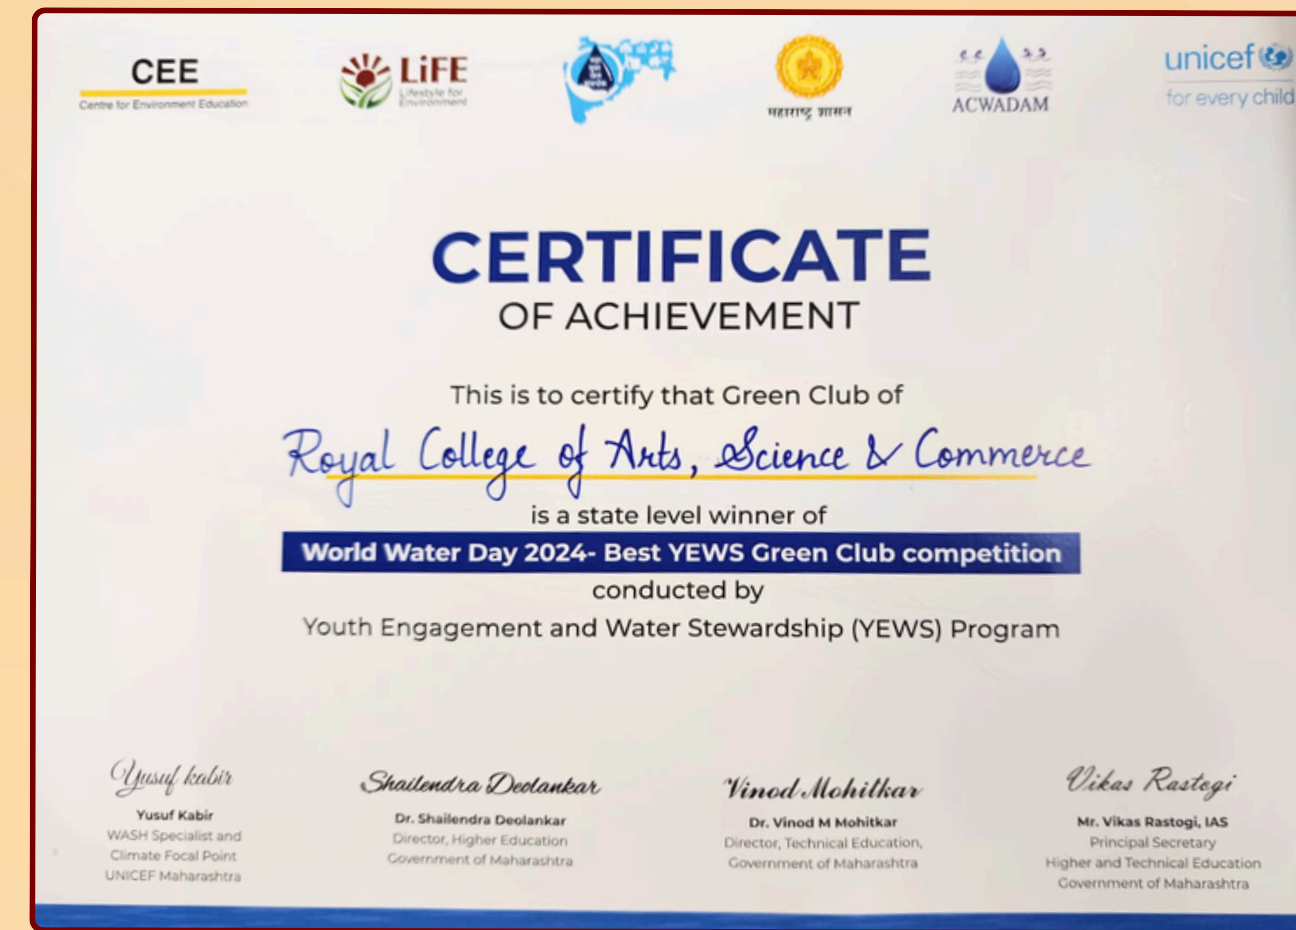 CEE
Centre for Environment Education
LiFE
Lifestyle for
Environment
महाराष्ट्र शासन
ACWADAM
unicef
for every child
CERTIFICATE
OF ACHIEVEMENT
This is to certify that Green Club of
Royal College of Arts, Science & Commerce
is a state level winner of
World Water Day 2024- Best YEWS Green Club competition
conducted by
Youth Engagement and Water Stewardship (YEWS) Program
Yusuf kabir
Yusuf Kabir
WASH Specialist and
Climate Focal Point
UNICEF Maharashtra
Shailendra Deolankar
Dr. Shailendra Deolankar
Director, Higher Education
Government of Maharashtra
Vinod Mohitkar
Dr. Vinod M Mohitkar
Director, Technical Education,
Government of Maharashtra
Vikas Rastogi
Mr. Vikas Rastogi, IAS
Principal Secretary
Higher and Technical Education
Government of Maharashtra